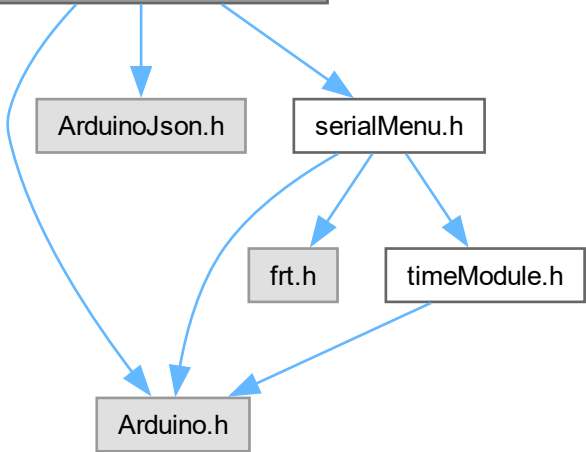 ArduinoJson.h
serialMenu.h
frt.h
timeModule.h
Arduino.h